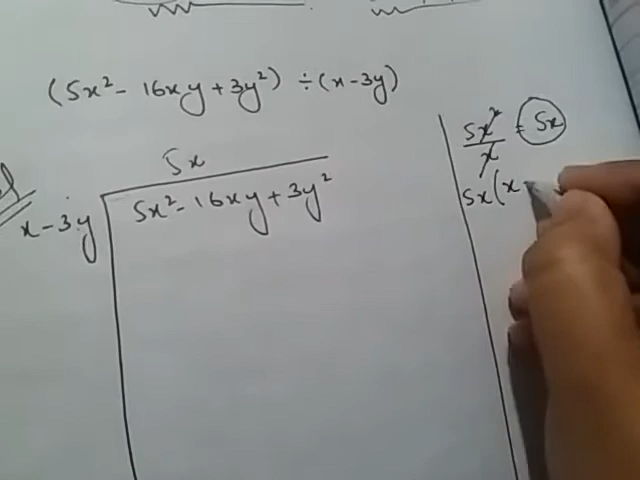 (5x² - 16xy + 3y²) ÷ (x - 3y)
5x
x - 3y
5x² - 16xy + 3y²
5x²/x = 5x
5x(x -